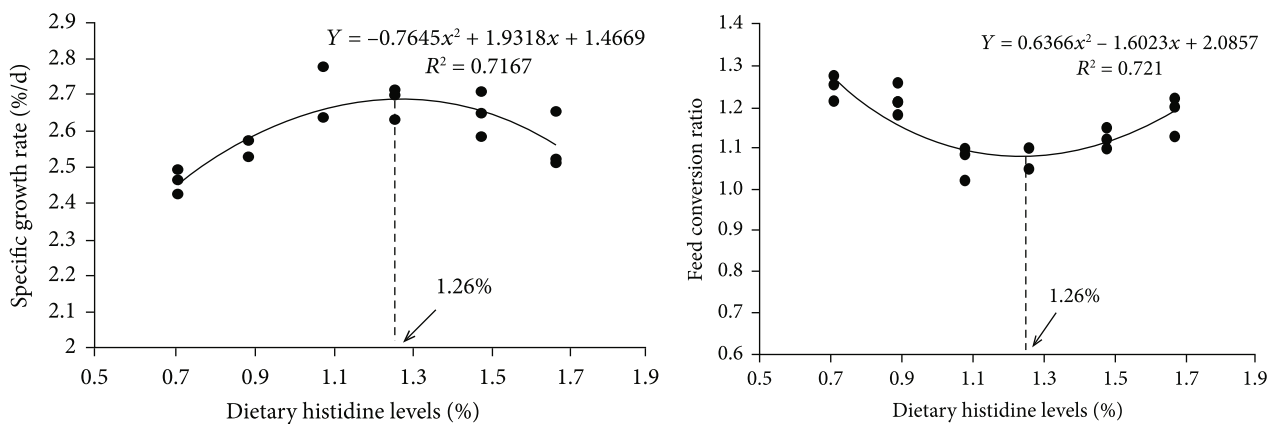 Specific growth rate (%/d)
2.9
2.8
2.7
2.6
2.5
2.4
2.3
2.2
2.1
2
Y = –0.7645x² + 1.9318x + 1.4669
R² = 0.7167
1.26%
0.5 0.7 0.9 1.1 1.3 1.5 1.7 1.9
Dietary histidine levels (%)
Feed conversion ratio
1.4
1.3
1.2
1.1
1.0
0.9
0.8
0.7
0.6
Y = 0.6366x² – 1.6023x + 2.0857
R² = 0.721
1.26%
0.5 0.7 0.9 1.1 1.3 1.5 1.7 1.9
Dietary histidine levels (%)